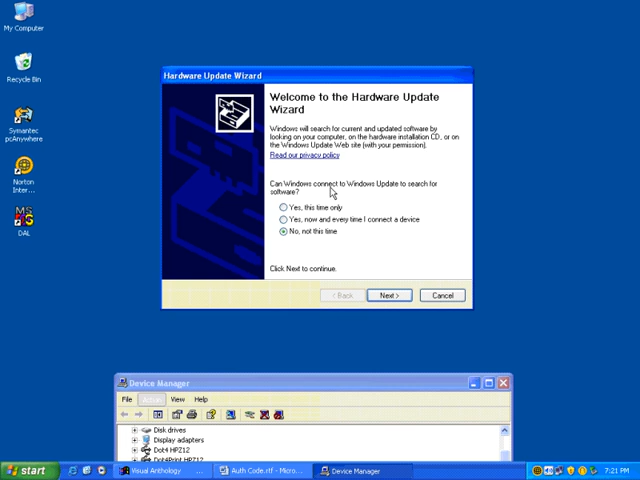 My Computer
Recycle Bin
Symantec
pcAnywhere
Norton
Inter...
MS
DAL
Hardware Update Wizard
Welcome to the Hardware Update
Wizard
Windows will search for current and updated software by
looking on your computer, on the hardware installation CD, or on
the Windows Update Web site (with your permission).
Read our privacy policy
Can Windows connect to Windows Update to search for
software?
Yes, this time only
Yes, now and every time I connect a device
No, not this time
Click Next to continue.
< Back
Next >
Cancel
Device Manager
File Action View Help
Disk drives
Display adapters
Dot4 HPZ12
Dot4Print HPZ12
start
Visual Anthology ...
Auth Code.rtf - Micro...
Device Manager
7:21 PM